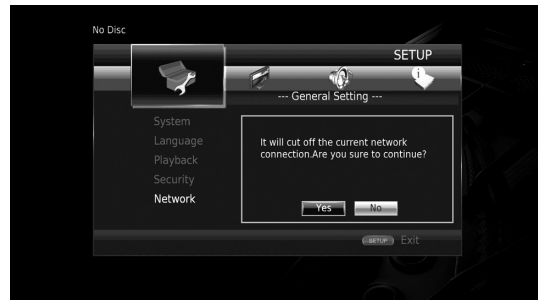 No Disc
SETUP
--- General Setting ---
System
Language
Playback
Security
Network
It will cut off the current network
connection.Are you sure to continue?
Yes
No
SETUP Exit